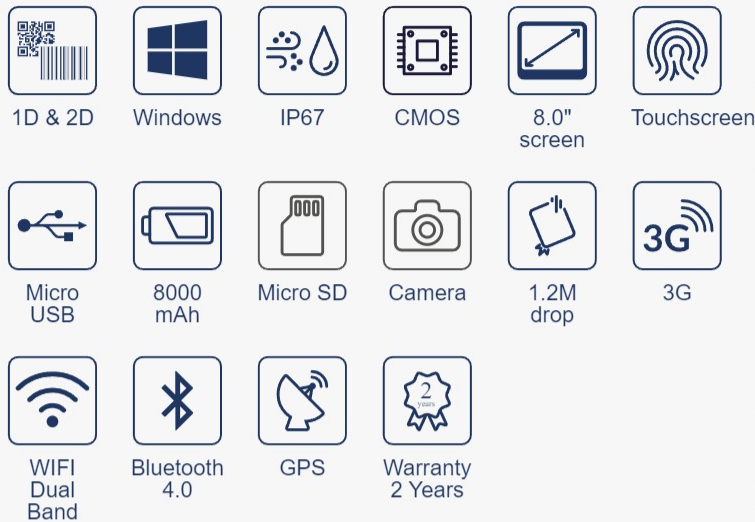 1D & 2D
Windows
IP67
CMOS
8.0"
screen
Touchscreen
3G
Micro
USB
8000
mAh
Micro SD
Camera
1.2M
drop
3G
2
years
WIFI
Dual
Band
Bluetooth
4.0
GPS
Warranty
2 Years